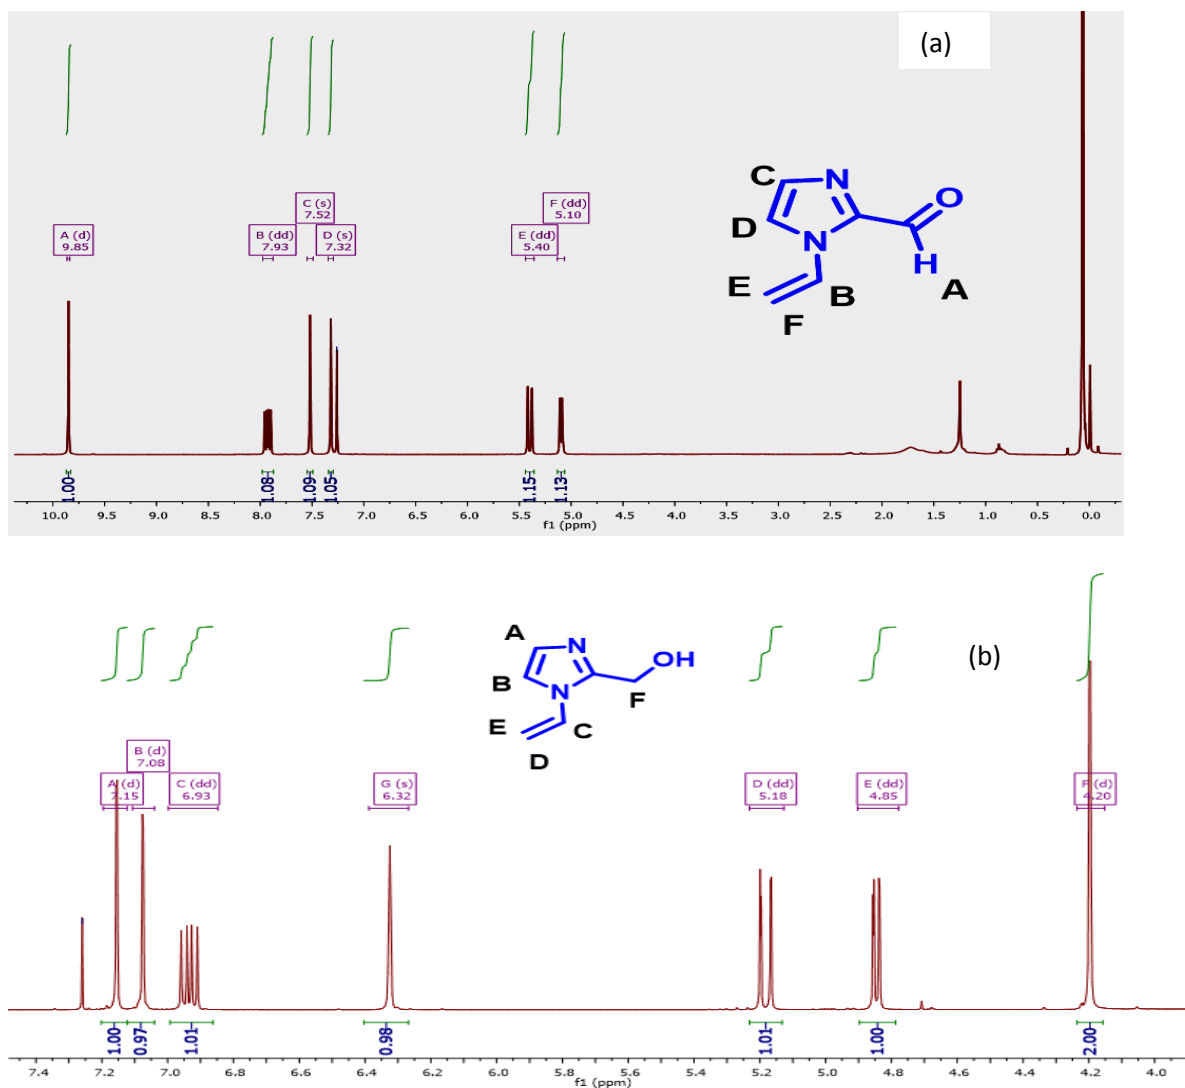 (a)
C (s)
7.52
F (dd)
5.10
A (d)
9.85
B (dd)
7.93
D (s)
7.32
E (dd)
5.40
C
N
O
D
N
H
A
E
B
F
1.00
1.08
1.09
1.05
1.15
1.13
10.0 9.5 9.0 8.5 8.0 7.5 7.0 6.5 6.0 5.5 5.0 4.5 4.0 3.5 3.0 2.5 2.0 1.5 1.0 0.5 0.0
f1 (ppm)
A
N
OH
(b)
B
N
F
E
C
D
B (d)
7.08
A (d)
7.15
C (dd)
6.93
G (s)
6.32
D (dd)
5.18
E (dd)
4.85
F (d)
4.20
1.00
0.97
1.01
0.98
1.01
1.00
2.00
7.4 7.2 7.0 6.8 6.6 6.4 6.2 6.0 5.8 5.6 5.4 5.2 5.0 4.8 4.6 4.4 4.2 4.0
f1 (ppm)